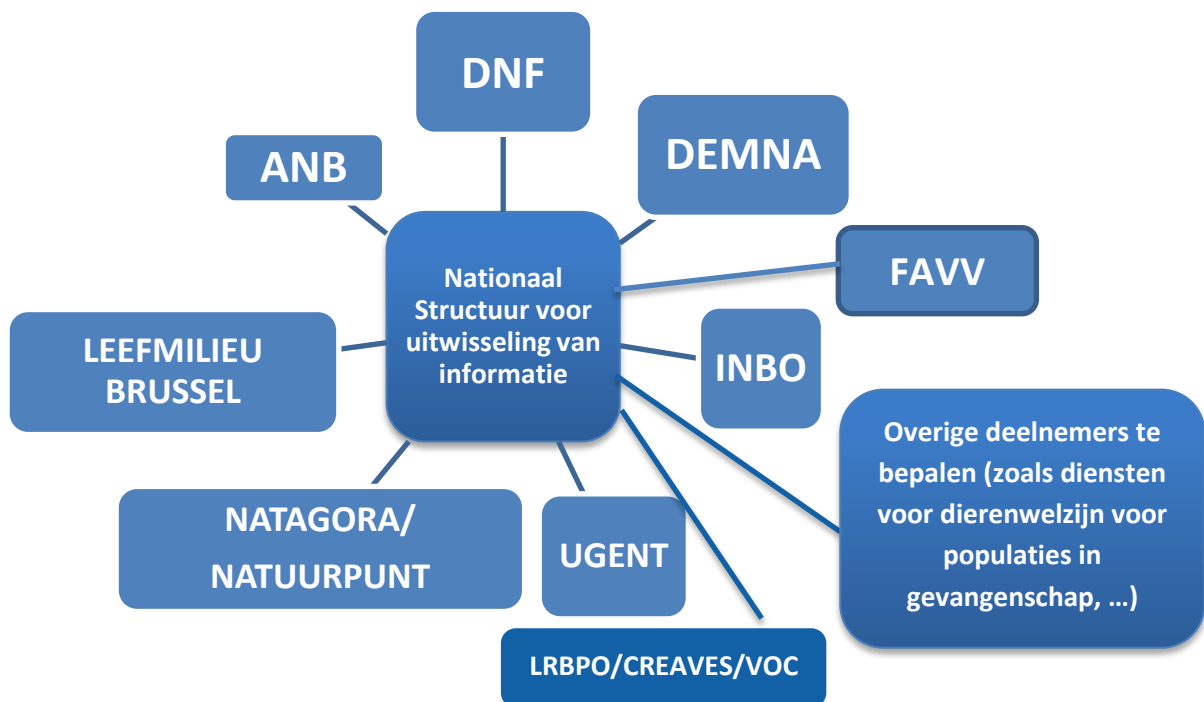 DNF
DEMNA
ANB
FAVV
Nationaal
Structuur voor
uitwisseling van
informatie
LEEFMILIEU
BRUSSEL
INBO
Overige deelnemers te
bepalen (zoals diensten
voor dierenwelzijn voor
populaties in
gevangenschap, ...)
NATAGORA/
NATUURPUNT
UGENT
LRBPO/CREAVES/VOC